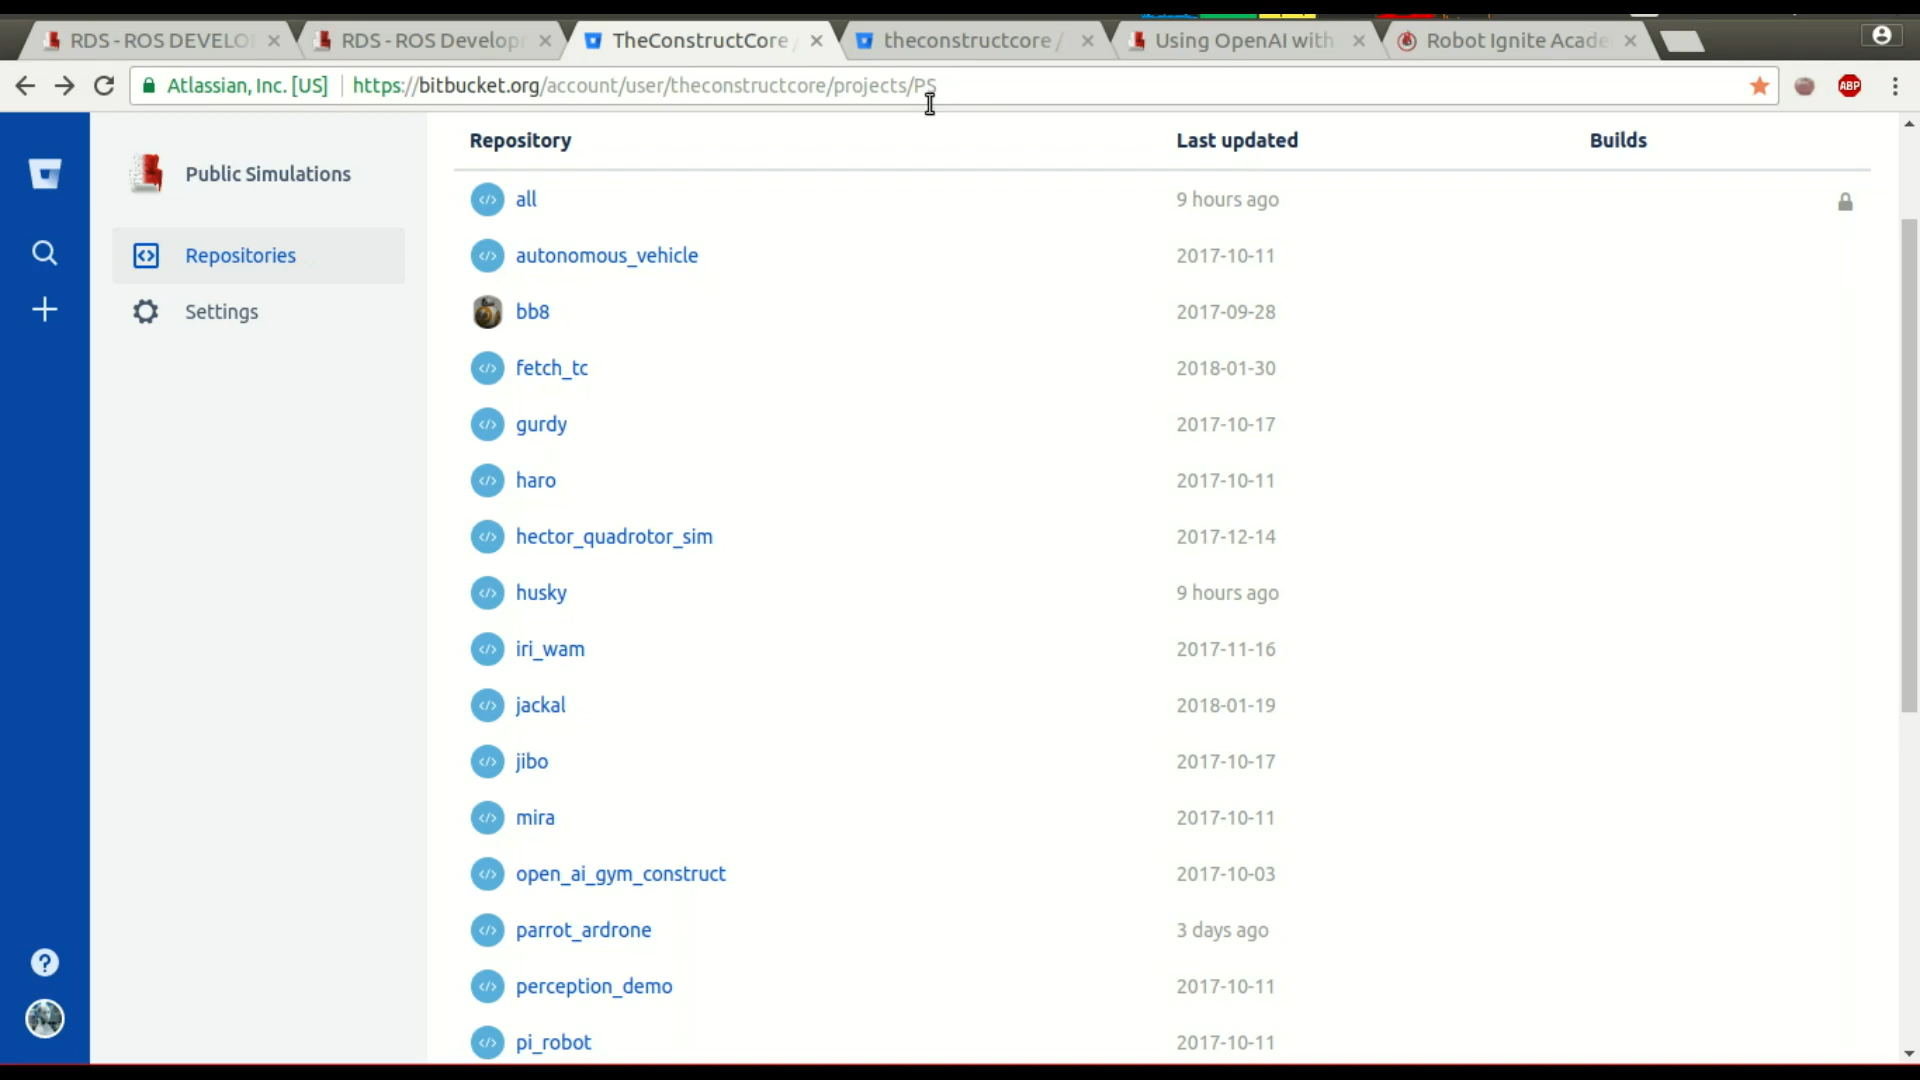 RDS - ROS DEVELO
RDS - ROS Developr
TheConstructCore /
theconstructcore /
Using OpenAI with
Robot Ignite Acade
Atlassian, Inc. [US]
https://bitbucket.org/account/user/theconstructcore/projects/PS
ABP
Public Simulations
Repositories
Settings
Repository Last updated Builds
all 9 hours ago
autonomous_vehicle 2017-10-11
bb8 2017-09-28
fetch_tc 2018-01-30
gurdy 2017-10-17
haro 2017-10-11
hector_quadrotor_sim 2017-12-14
husky 9 hours ago
iri_wam 2017-11-16
jackal 2018-01-19
jibo 2017-10-17
mira 2017-10-11
open_ai_gym_construct 2017-10-03
parrot_ardrone 3 days ago
perception_demo 2017-10-11
pi_robot 2017-10-11